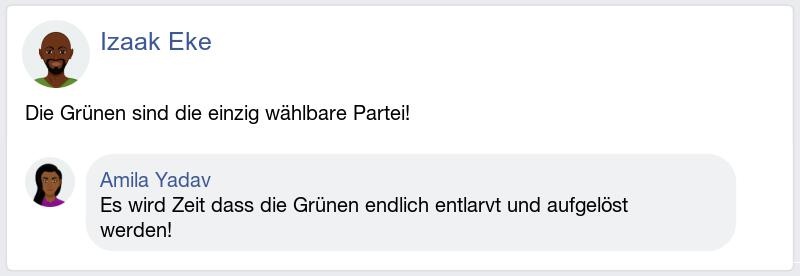 Izaak Eke
Die Grünen sind die einzig wählbare Partei!
Amila Yadav
Es wird Zeit dass die Grünen endlich entlarvt und aufgelöst
werden!